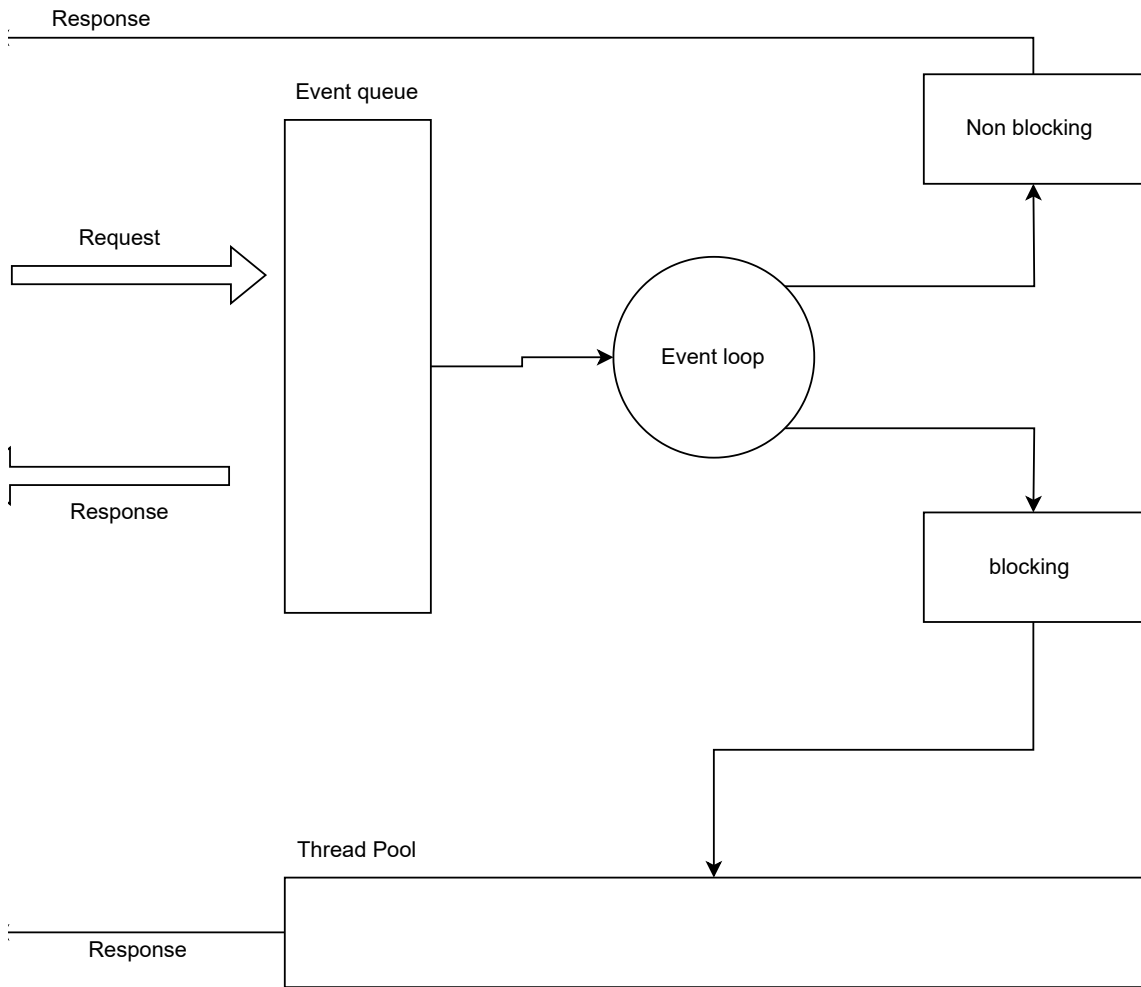 Response
Event queue
Non blocking
Request
Event loop
Response
blocking
Thread Pool
Response